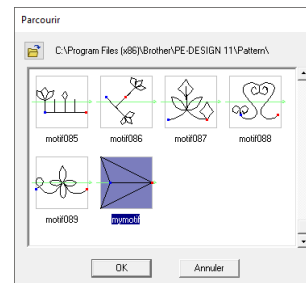 Parcourir
C:\Program Files (x86)\Brother\PE-DESIGN 11\Pattern\
motif085 motif086 motif087 motif088
motif089 mymotif
OK Annuler